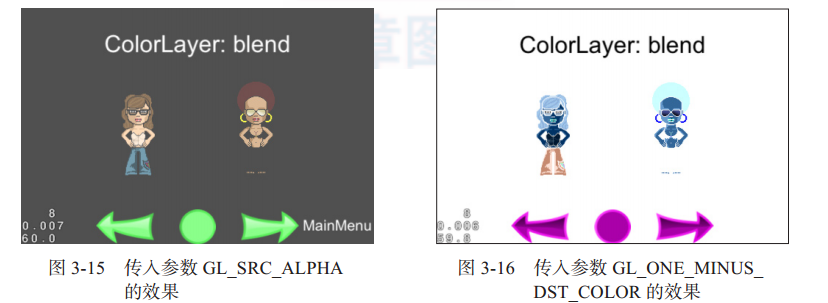 ColorLayer: blend
8
0.007
60.0
MainMenu
图 3-15 传入参数 GL_SRC_ALPHA
的效果
ColorLayer: blend
8
0.006
59.8
图 3-16 传入参数 GL_ONE_MINUS_
DST_COLOR 的效果